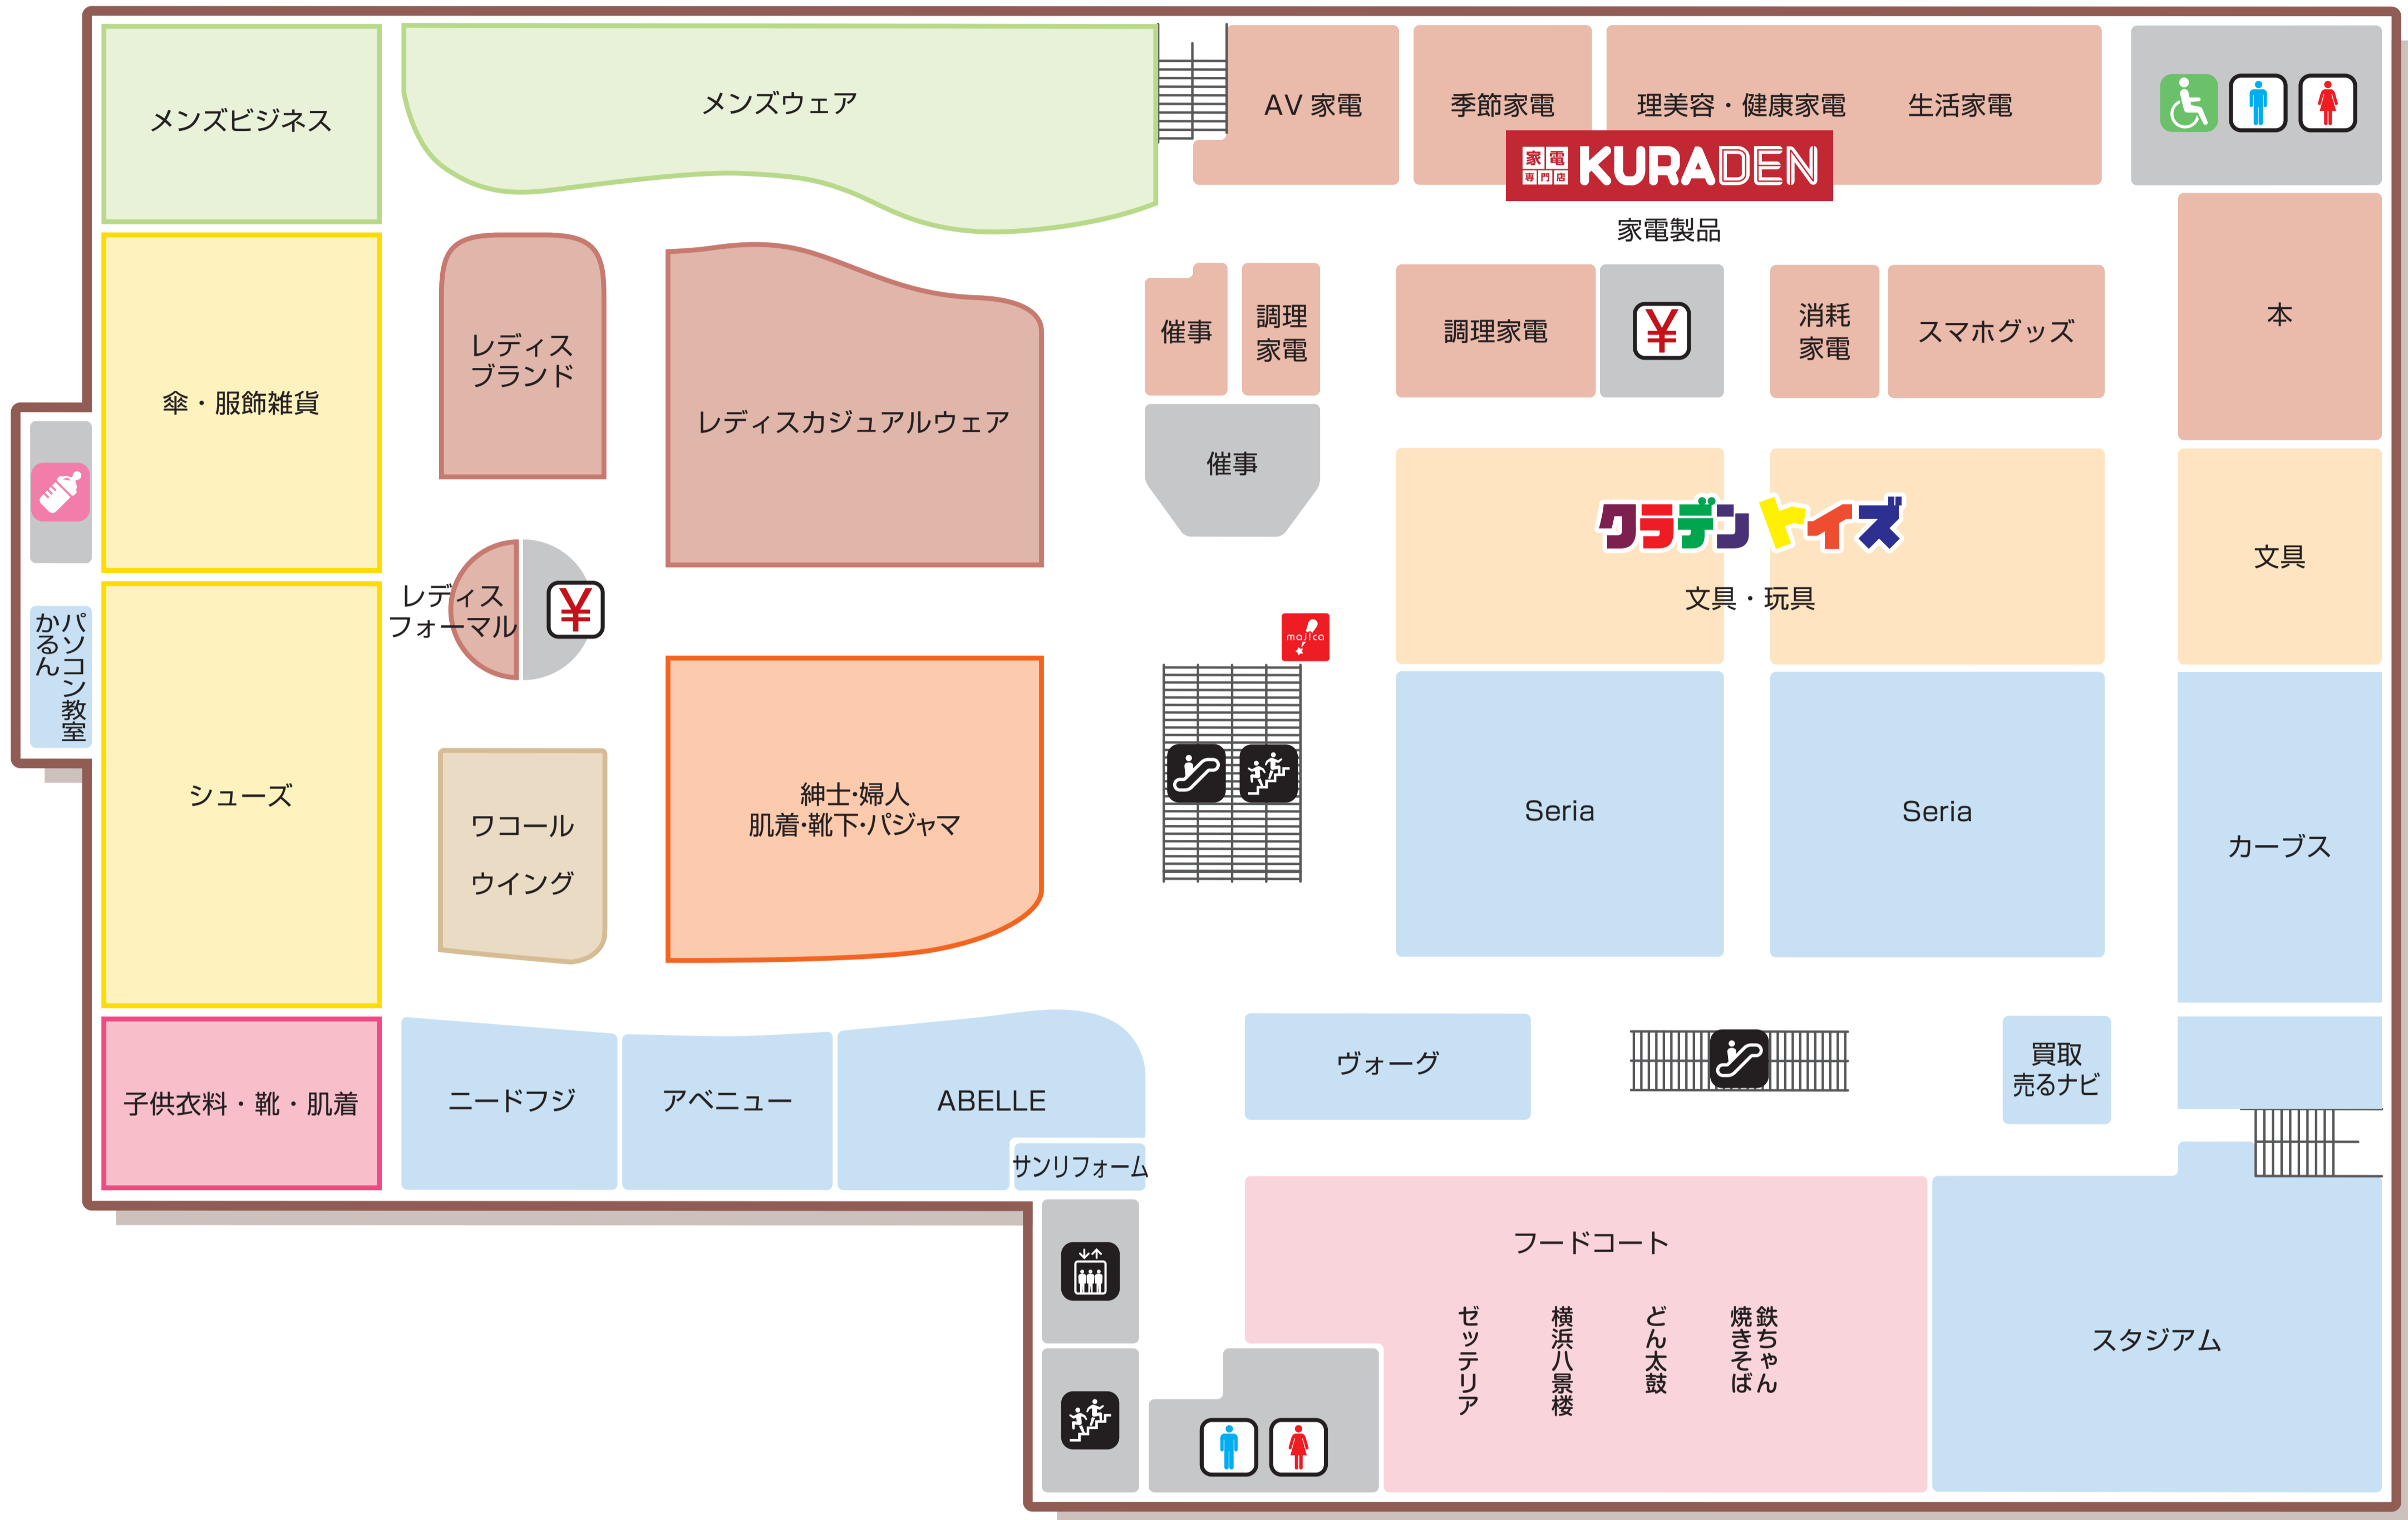 メンズビジネス
メンズウェア
AV 家電
季節家電
理美容・健康家電
生活家電
家電
専門店
KURADEN
家電製品
傘・服飾雑貨
レディス
ブランド
レディスカジュアルウェア
催事
調理
家電
調理家電
¥
消耗
家電
スマホグッズ
本
催事
クラデントイズ
文具・玩具
文具
レディス
フォーマル
¥
majica
パソコン教室
かるん
シューズ
ワコール
ウイング
紳士・婦人
肌着・靴下・パジャマ
Seria
Seria
カーブス
子供衣料・靴・肌着
ニードフジ
アベニュー
ABELLE
サンリフォーム
ヴォーグ
買取
売るナビ
フードコート
ゼッテリア
横浜八景楼
どん太鼓
鉄ちゃん
焼きそば
スタジアム